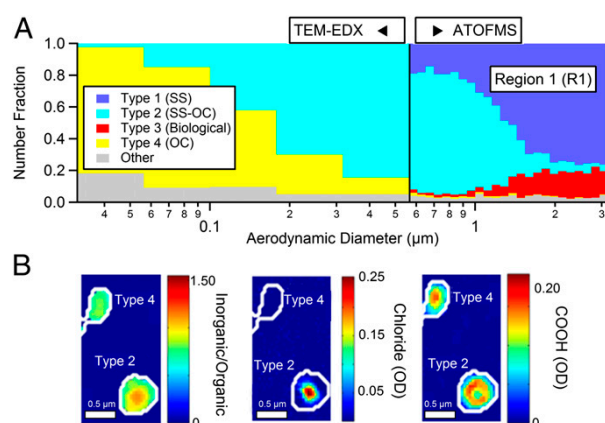 A
TEM-EDX ◄
► ATOFMS
Number Fraction
1.0
0.8
0.6
0.4
0.2
0.0
Type 1 (SS)
Type 2 (SS-OC)
Type 3 (Biological)
Type 4 (OC)
Other
Region 1 (R1)
4 5 6 7 8 9 0.1 2 3 4 5 6 7 8 9 1 2 3
Aerodynamic Diameter (µm)
B
Type 4
Type 2
0.5 µm
1.50
0
Inorganic/Organic
Type 4
Type 2
0.5 µm
0.25
0.15
0.05
Chloride (OD)
Type 4
Type 2
0.5 µm
0.20
0
COOH (OD)